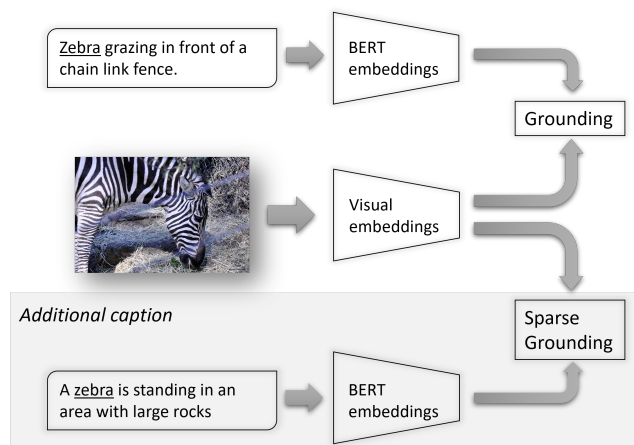 Zebra grazing in front of a
chain link fence.
BERT
embeddings
Grounding
Visual
embeddings
Additional caption
Sparse
Grounding
A zebra is standing in an
area with large rocks
BERT
embeddings